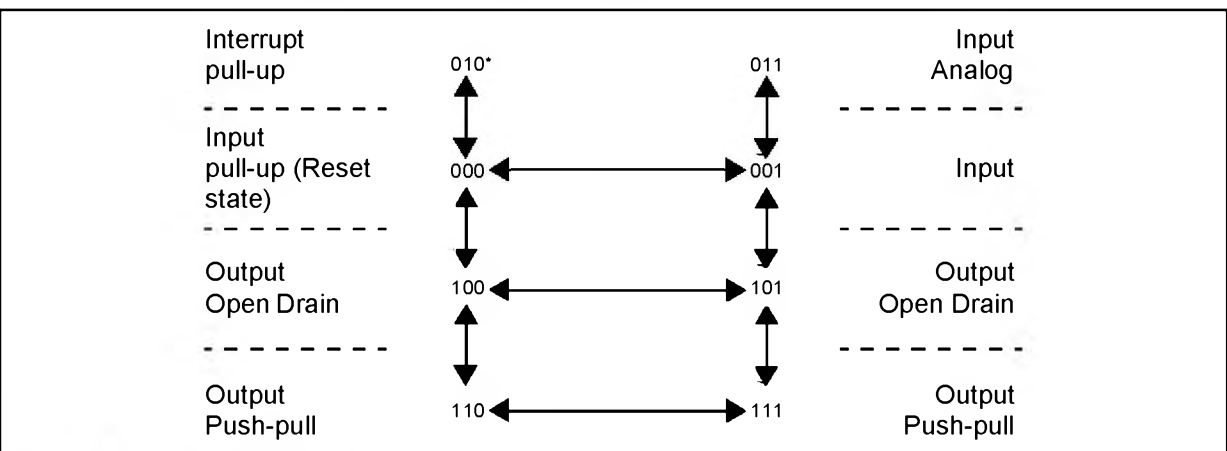 Interrupt
pull-up
010*
011
Input
Analog
Input
pull-up (Reset
state)
000
001
Input
Output
Open Drain
100
101
Output
Open Drain
Output
Push-pull
110
111
Output
Push-pull